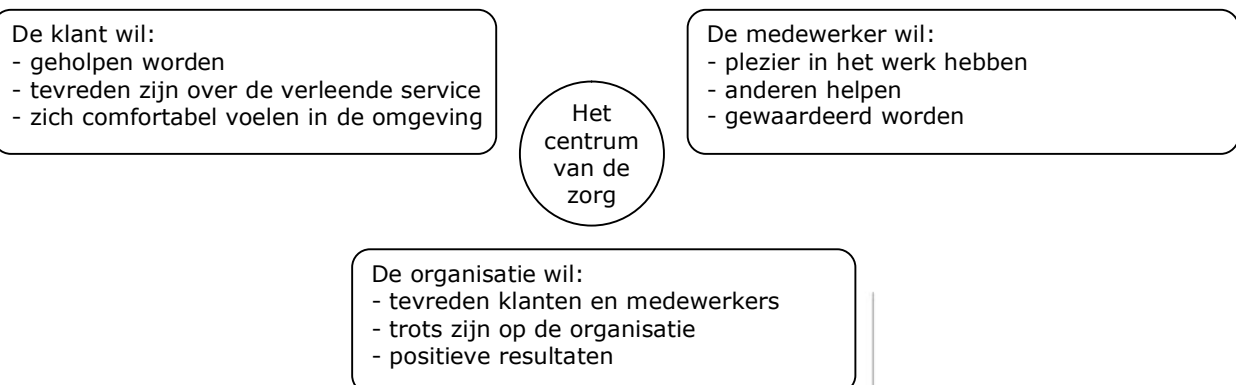 De klant wil:
- geholpen worden
- tevreden zijn over de verleende service
- zich comfortabel voelen in de omgeving
De medewerker wil:
- plezier in het werk hebben
- anderen helpen
- gewaardeerd worden
Het
centrum
van de
zorg
De organisatie wil:
- tevreden klanten en medewerkers
- trots zijn op de organisatie
- positieve resultaten